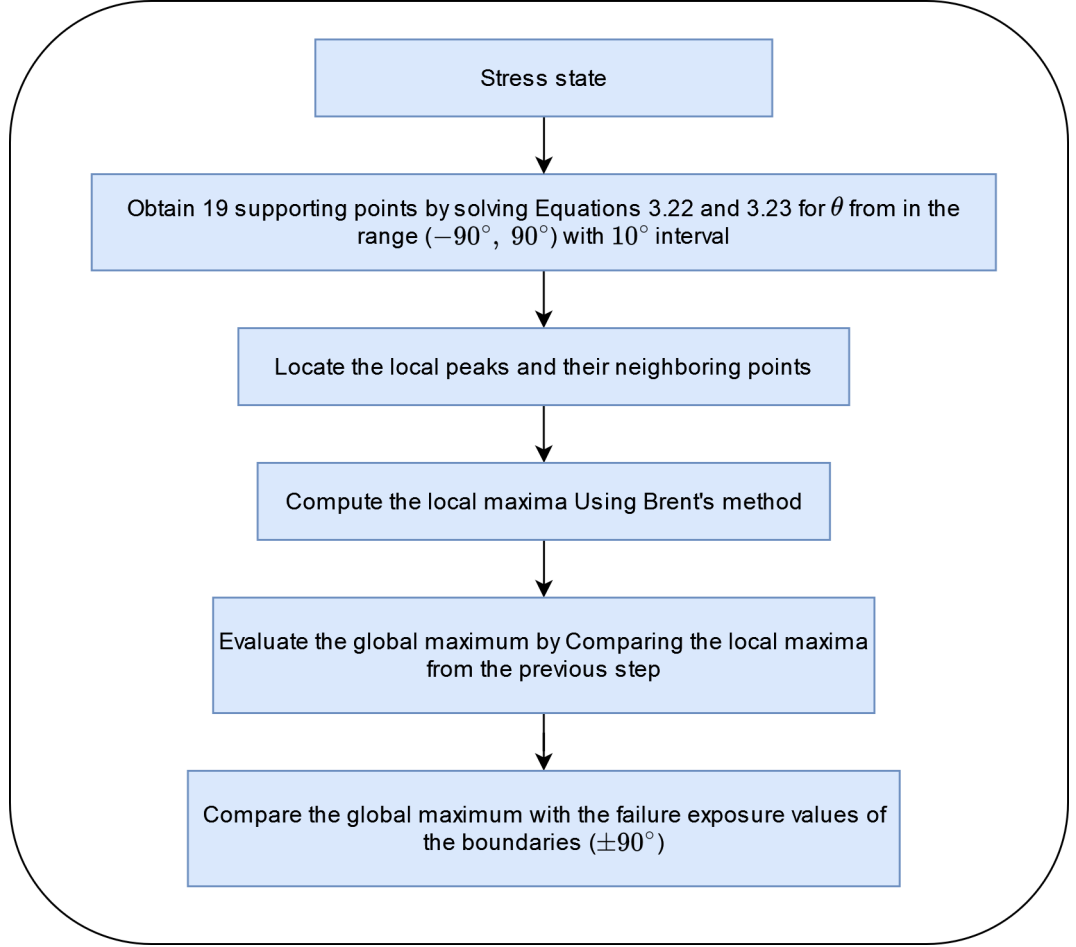 Stress state
Obtain 19 supporting points by solving Equations 3.22 and 3.23 for θ from in the
range (−90°, 90°) with 10° interval
Locate the local peaks and their neighboring points
Compute the local maxima Using Brent's method
Evaluate the global maximum by Comparing the local maxima
from the previous step
Compare the global maximum with the failure exposure values of
the boundaries (±90°)